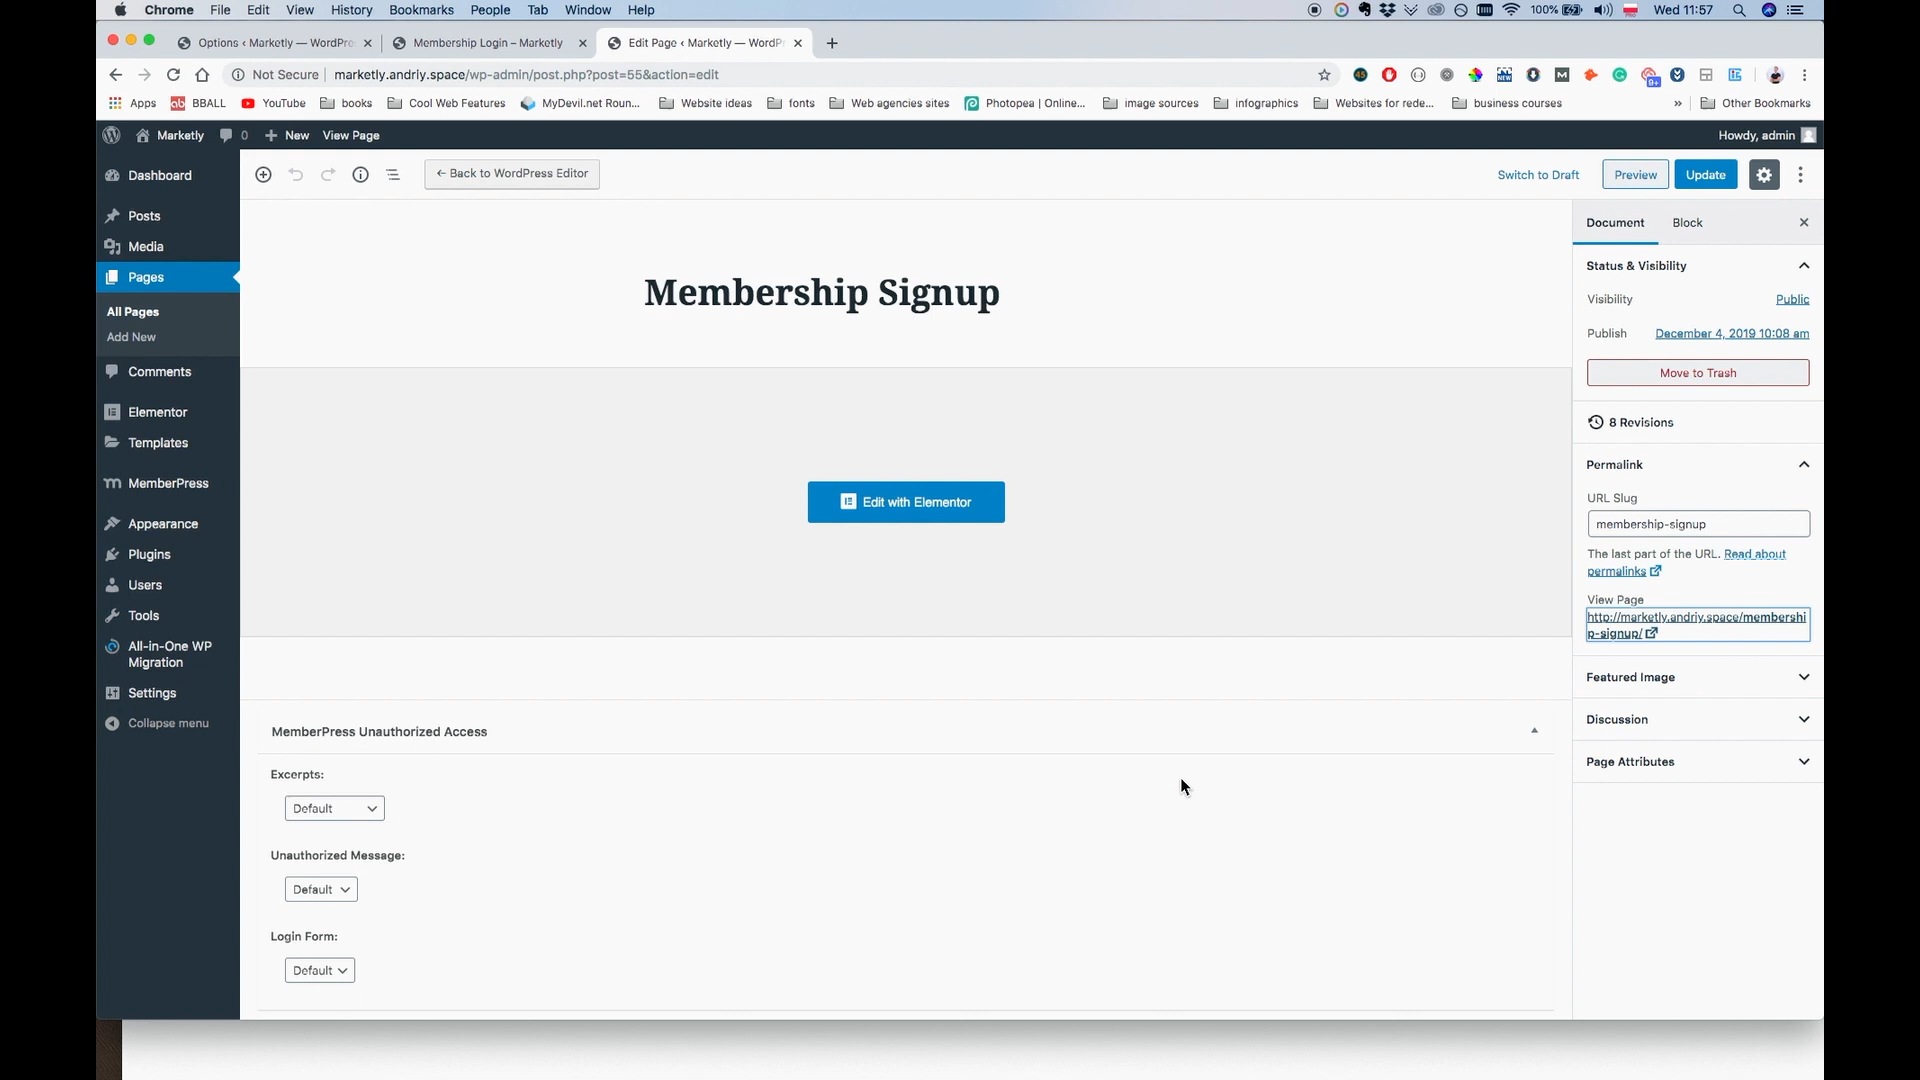 Chrome File Edit View History Bookmarks People Tab Window Help
100% Wed 11:57
Options ‹ Marketly — WordPr
Membership Login – Marketly
Edit Page ‹ Marketly — WordP
Not Secure marketly.andriy.space/wp-admin/post.php?post=55&action=edit
Apps
BBALL
YouTube
books
Cool Web Features
MyDevil.net Roun...
Website ideas
fonts
Web agencies sites
Photopea | Online...
image sources
infographics
Websites for rede...
business courses
»
Other Bookmarks
Marketly
0
New
View Page
Howdy, admin
Dashboard
Posts
Media
Pages
All Pages
Add New
Comments
Elementor
Templates
MemberPress
Appearance
Plugins
Users
Tools
All-in-One WP
Migration
Settings
Collapse menu
← Back to WordPress Editor
Switch to Draft
Preview
Update
Membership Signup
Edit with Elementor
MemberPress Unauthorized Access
Excerpts:
Default
Unauthorized Message:
Default
Login Form:
Default
Document
Block
Status & Visibility
Visibility
Public
Publish
December 4, 2019 10:08 am
Move to Trash
8 Revisions
Permalink
URL Slug
membership-signup
The last part of the URL. Read about
permalinks
View Page
http://marketly.andriy.space/membershi
p-signup/
Featured Image
Discussion
Page Attributes